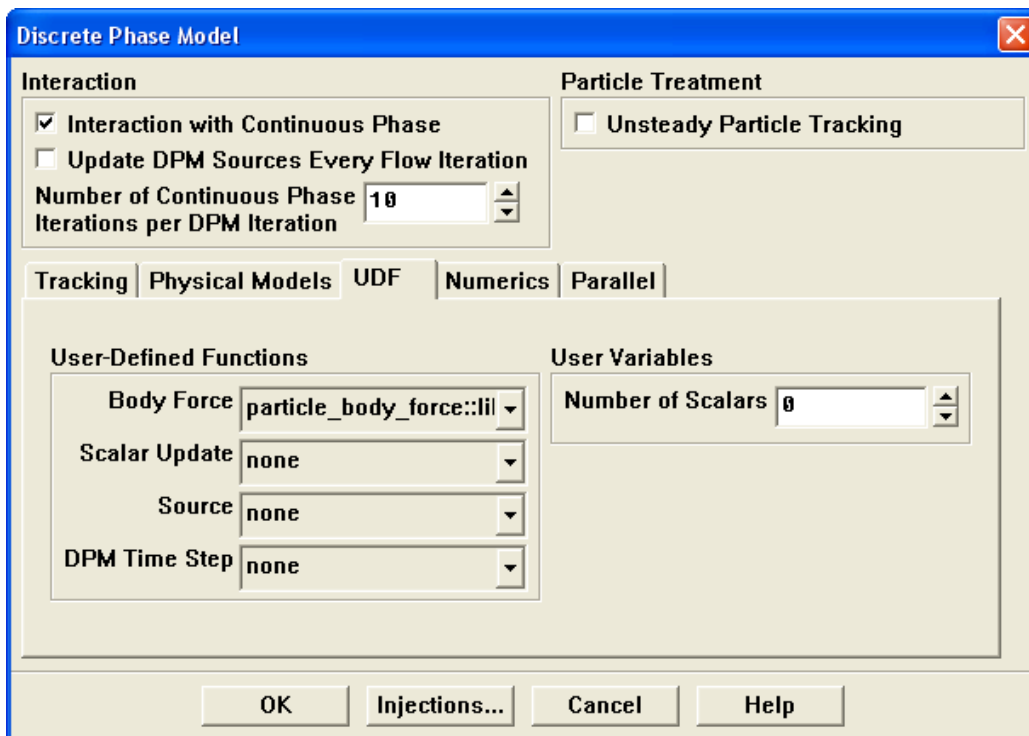 Discrete Phase Model
Interaction
Interaction with Continuous Phase
Update DPM Sources Every Flow Iteration
Number of Continuous Phase 10
Iterations per DPM Iteration
Particle Treatment
Unsteady Particle Tracking
Tracking Physical Models UDF Numerics Parallel
User-Defined Functions
Body Force particle_body_force::lil
Scalar Update none
Source none
DPM Time Step none
User Variables
Number of Scalars 0
OK Injections... Cancel Help